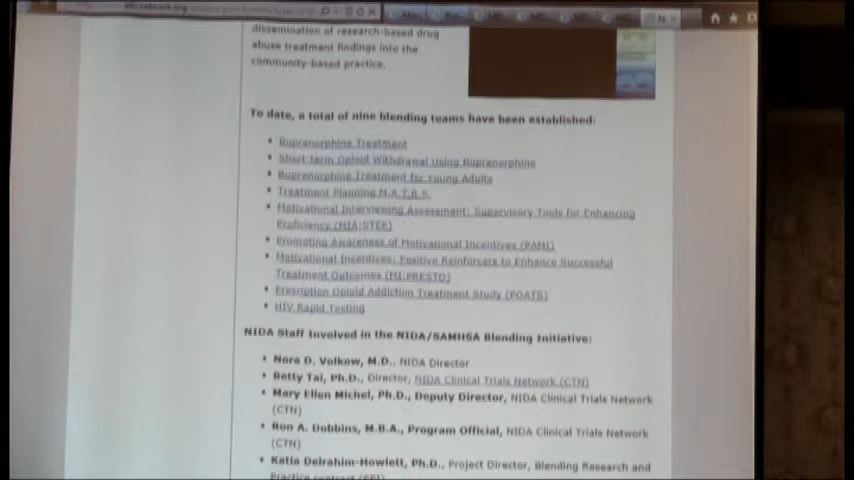 dissemination of research-based drug
abuse treatment findings into the
community-based practice.
To date, a total of nine blending teams have been established:
• Buprenorphine Treatment
• Short-Term Opioid Withdrawal Using Buprenorphine
• Buprenorphine Treatment for Young Adults
• Treatment Planning M.A.T.R.S.
• Motivational Interviewing Assessment: Supervisory Tools for Enhancing
Proficiency (MIA:STEP)
• Promoting Awareness of Motivational Incentives (PAMI)
• Motivational Incentives: Positive Reinforcers to Enhance Successful
Treatment Outcomes (MI:PRESTO)
• Prescription Opioid Addiction Treatment Study (POATS)
• HIV Rapid Testing
NIDA Staff Involved in the NIDA/SAMHSA Blending Initiative:
• Nora D. Volkow, M.D., NIDA Director
• Betty Tai, Ph.D., Director, NIDA Clinical Trials Network (CTN)
• Mary Ellen Michel, Ph.D., Deputy Director, NIDA Clinical Trials Network
(CTN)
• Ron A. Dobbins, M.B.A., Program Official, NIDA Clinical Trials Network
(CTN)
• Katia Delrahim-Howlett, Ph.D., Project Director, Blending Research and
Practice contract